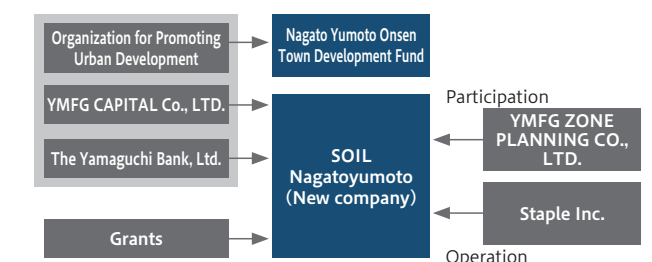 Organization for Promoting
Urban Development
Nagato Yumoto Onsen
Town Development Fund
YMFG CAPITAL Co., LTD.
The Yamaguchi Bank, Ltd.
Grants
SOIL
Nagatoyumoto
(New company)
Participation
YMFG ZONE
PLANNING CO.,
LTD.
Staple Inc.
Operation